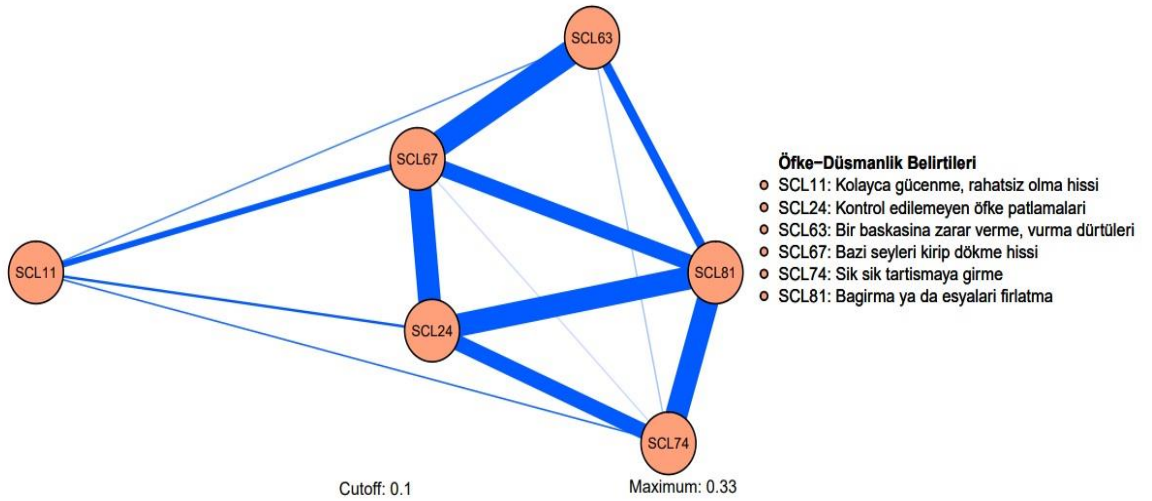 SCL63
SCL67
SCL11
SCL81
SCL24
SCL74
Öfke−Düsmanlik Belirtileri
SCL11: Kolayca gücenme, rahatsiz olma hissi
SCL24: Kontrol edilemeyen öfke patlamalari
SCL63: Bir baskasina zarar verme, vurma dürtüleri
SCL67: Bazi seyleri kirip dökme hissi
SCL74: Sik sik tartismaya girme
SCL81: Bagirma ya da esyalari firlatma
Cutoff: 0.1
Maximum: 0.33